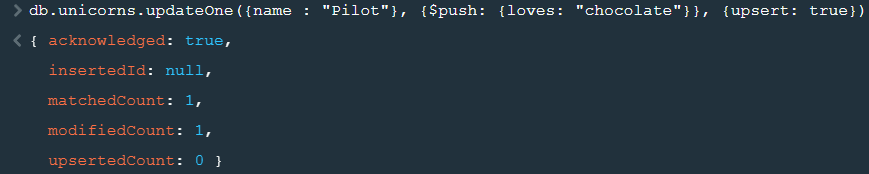 > db.unicorns.updateOne({name : "Pilot"}, {$push: {loves: "chocolate"}}, {upsert: true})
< { acknowledged: true,
insertedId: null,
matchedCount: 1,
modifiedCount: 1,
upsertedCount: 0 }